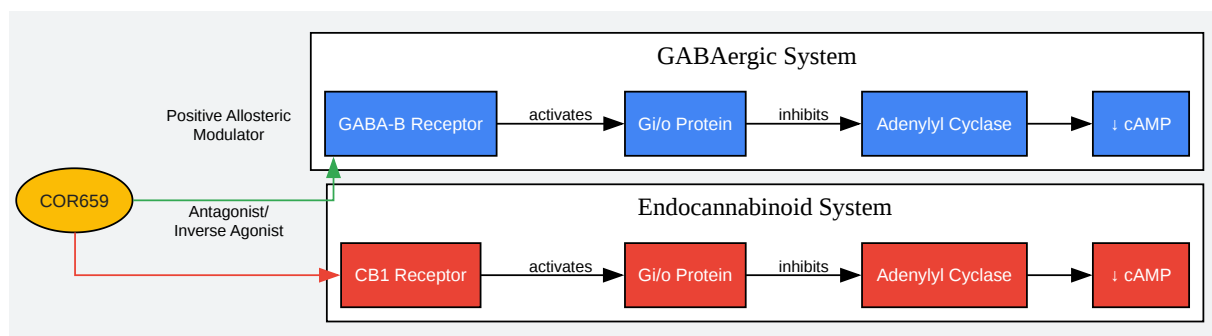 GABAergic System
Positive Allosteric
Modulator
GABA-B Receptor
activates
Gi/o Protein
inhibits
Adenylyl Cyclase
↓ cAMP
COR659
Antagonist/
Inverse Agonist
Endocannabinoid System
CB1 Receptor
activates
Gi/o Protein
inhibits
Adenylyl Cyclase
↓ cAMP